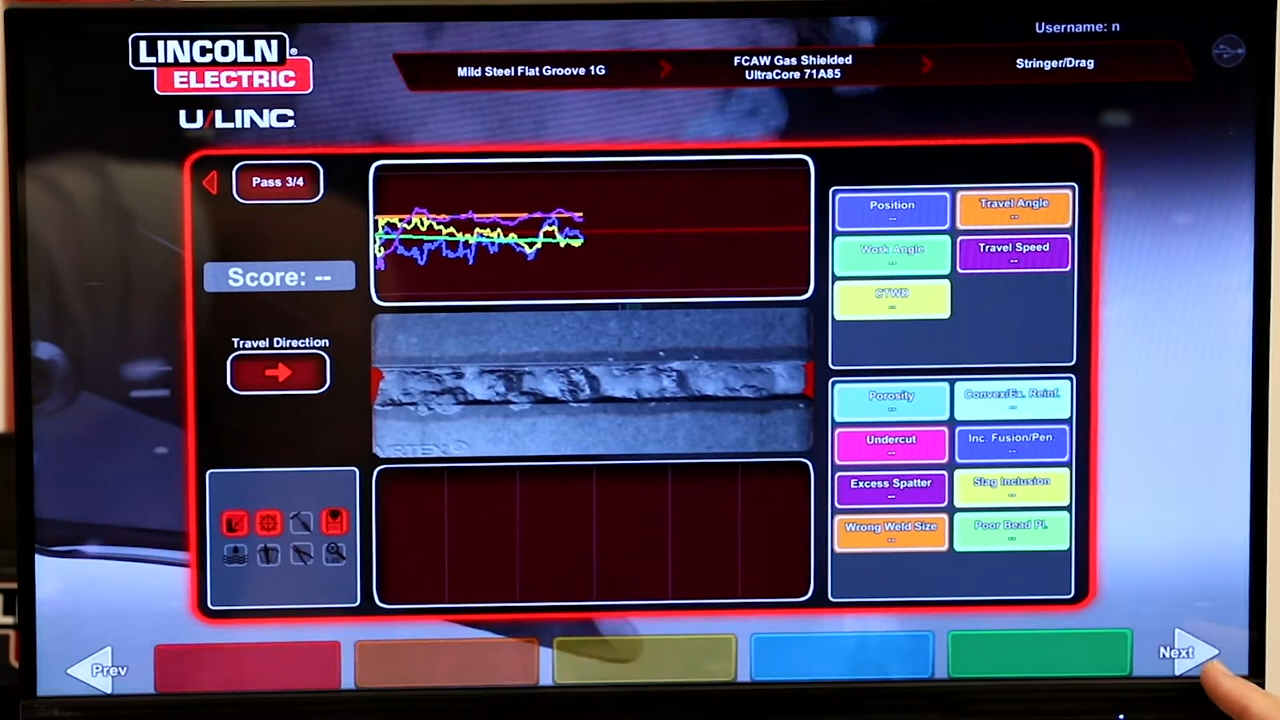 Username: n
LINCOLN
ELECTRIC
U/LINC
Mild Steel Flat Groove 1G
FCAW Gas Shielded
UltraCore 71A85
Stringer/Drag
Pass 3/4
Score: --
Travel Direction
Position
--
Travel Angle
--
Work Angle
--
Travel Speed
--
CTWD
--
Porosity
--
Convex/Ex. Reinf.
--
Undercut
--
Inc. Fusion/Pen.
--
Excess Spatter
--
Slag Inclusion
--
Wrong Weld Size
--
Poor Bead Pl.
--
Prev
Next